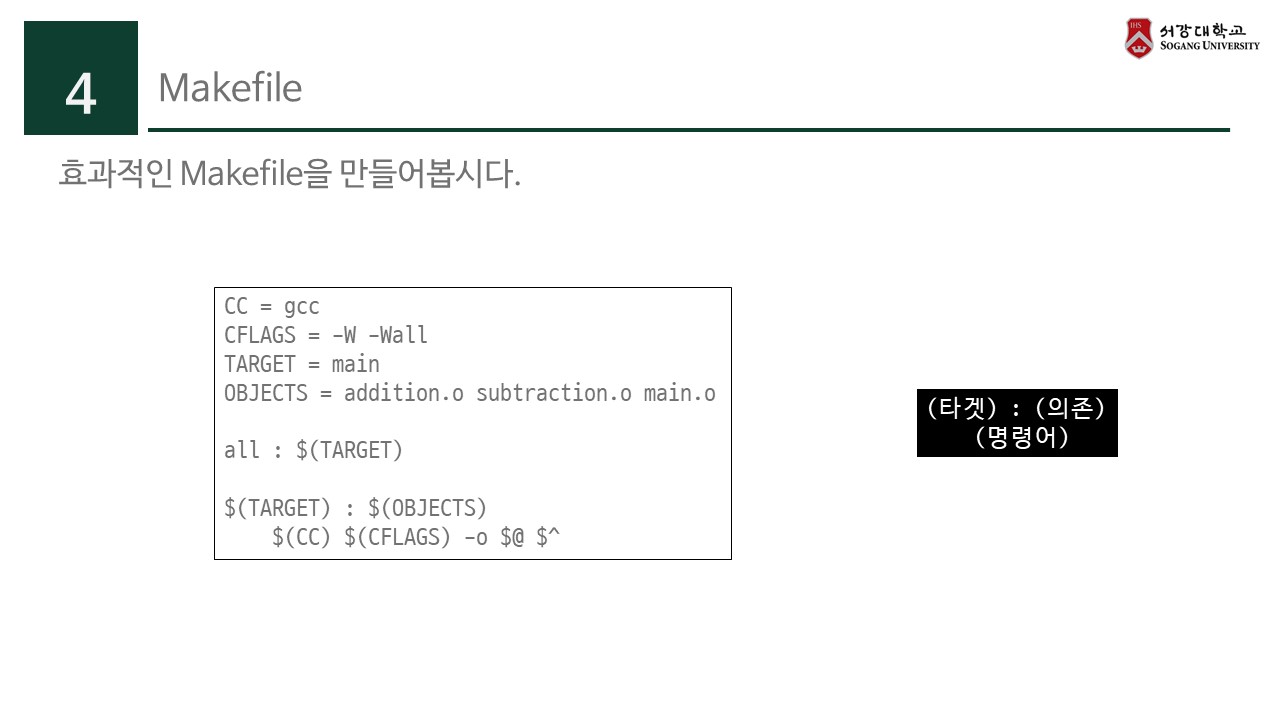 4
Makefile
IHS
서강대학교
SOGANG UNIVERSITY
효과적인 Makefile을 만들어봅시다.
CC = gcc
CFLAGS = -W -Wall
TARGET = main
OBJECTS = addition.o subtraction.o main.o
all : $(TARGET)
$(TARGET) : $(OBJECTS)
    $(CC) $(CFLAGS) -o $@ $^
(타겟) : (의존)
(명령어)